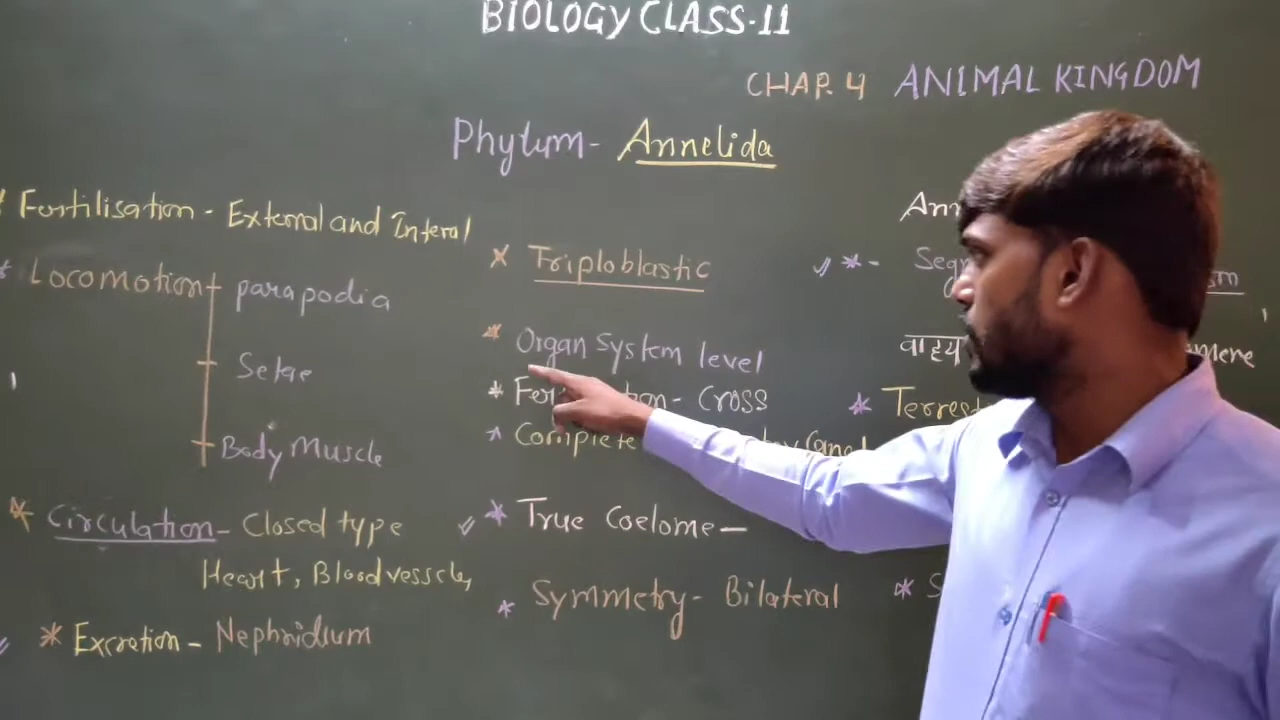 BIOLOGY CLASS-11
CHAP. 4 ANIMAL KINGDOM
Phylum- Annelida
* Fertilisation - External and Interal
* Locomotion
parapodia
Setae
Body Muscle
* Circulation - Closed type
Heart, Blood vessels,
* Excretion - Nephridium
* Triploblastic
* Organ System level
* - Cross
* Complete
* True Coelome -
* Symmetry - Bilateral
* -
वाह्य
*
*